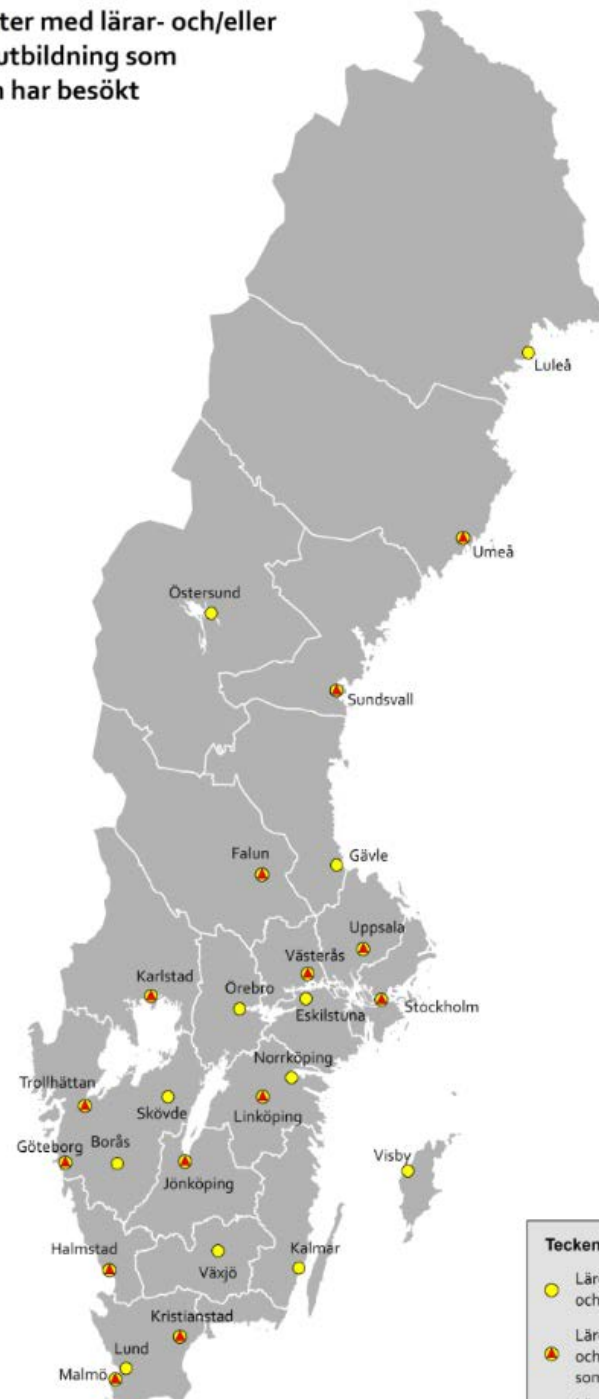 ter med lärar- och/eller
utbildning som
har besökt
Luleå
Umeå
Östersund
Sundsvall
Falun
Gävle
Uppsala
Västerås
Karlstad
Örebro
Eskilstuna
Stockholm
Norrköping
Trollhättan
Skövde
Linköping
Göteborg
Borås
Visby
Jönköping
Halmstad
Växjö
Kalmar
Kristianstad
Lund
Malmö
Tecken
Lär
och
Lär
och
som